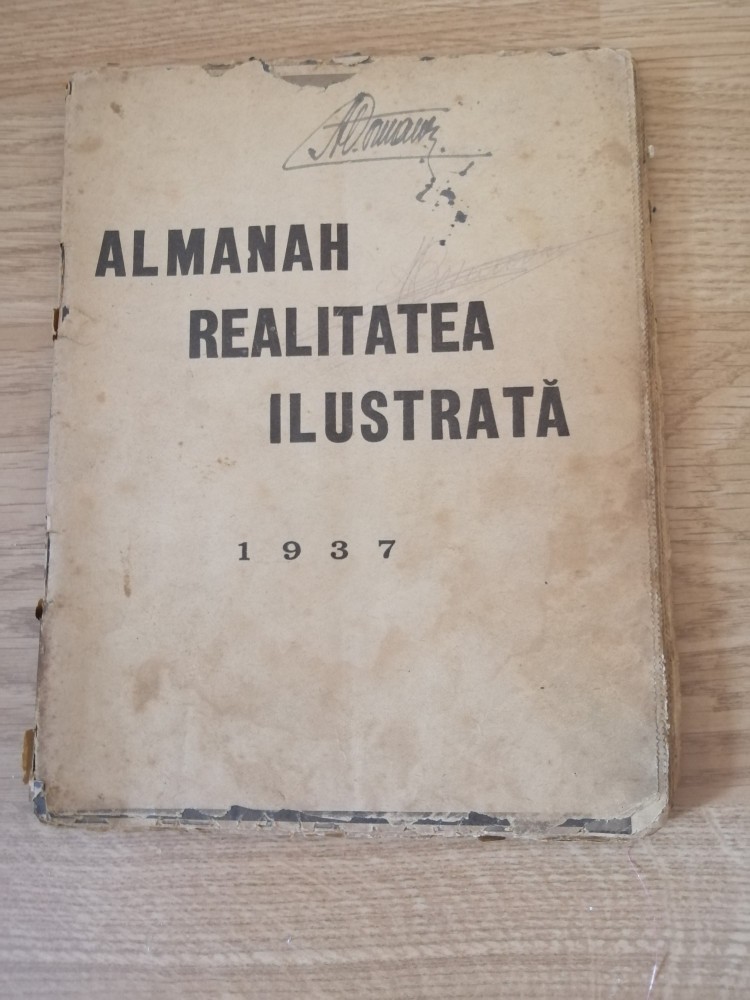 ALMANAH
REALITATEA
ILUSTRATĂ
1937